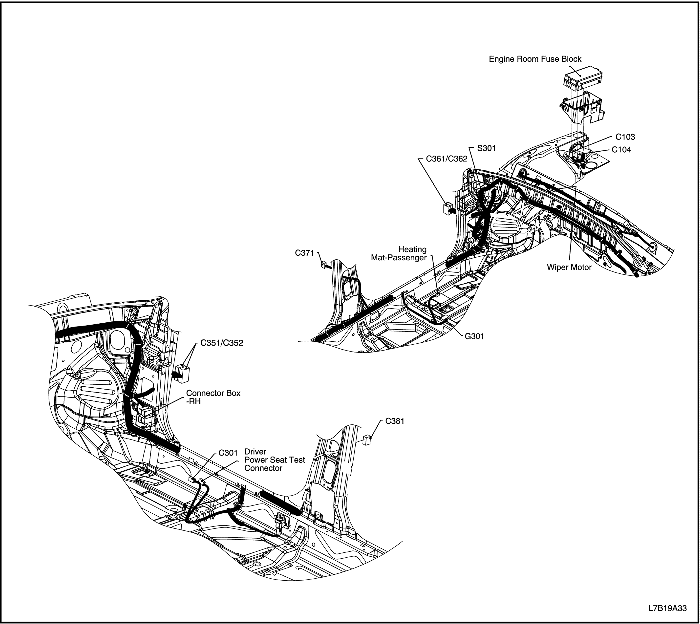 Engine Room Fuse Block
C103
C104
S301
C361/C362
C371
Heating
Mat-Passenger
Wiper Motor
G301
C351/C352
Connector Box
-RH
C381
C301
Driver
Power Seat Test
Connector
L7B19A33